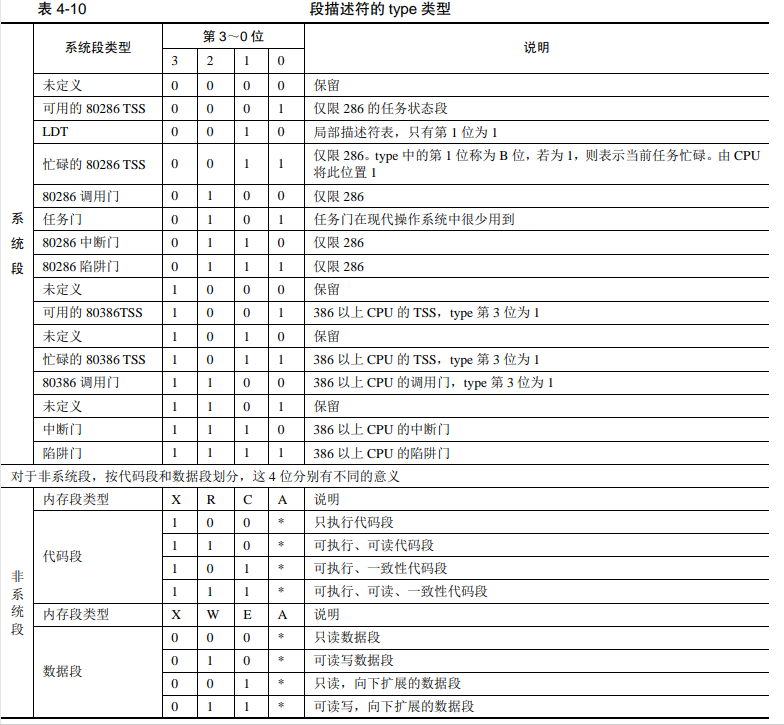 表 4-10 段描述符的 type 类型
系统段类型 第 3～0 位 说明
3 2 1 0
系统段
未定义 0 0 0 0 保留
可用的 80286 TSS 0 0 0 1 仅限 286 的任务状态段
LDT 0 0 1 0 局部描述符表，只有第 1 位为 1
忙碌的 80286 TSS 0 0 1 1 仅限 286。type 中的第 1 位称为 B 位，若为 1，则表示当前任务忙碌。由 CPU
将此位置 1
80286 调用门 0 1 0 0 仅限 286
任务门 0 1 0 1 任务门在现代操作系统中很少用到
80286 中断门 0 1 1 0 仅限 286
80286 陷阱门 0 1 1 1 仅限 286
未定义 1 0 0 0 保留
可用的 80386TSS 1 0 0 1 386 以上 CPU 的 TSS，type 第 3 位为 1
未定义 1 0 1 0 保留
忙碌的 80386 TSS 1 0 1 1 386 以上 CPU 的 TSS，type 第 3 位为 1
80386 调用门 1 1 0 0 386 以上 CPU 的调用门，type 第 3 位为 1
未定义 1 1 0 1 保留
中断门 1 1 1 0 386 以上 CPU 的中断门
陷阱门 1 1 1 1 386 以上 CPU 的陷阱门
对于非系统段，按代码段和数据段划分，这 4 位分别有不同的意义
非系统段
内存段类型 X R C A 说明
代码段
1 0 0 * 只执行代码段
1 1 0 * 可执行、可读代码段
1 0 1 * 可执行、一致性代码段
1 1 1 * 可执行、可读、一致性代码段
内存段类型 X W E A 说明
数据段
0 0 0 * 只读数据段
0 1 0 * 可读写数据段
0 0 1 * 只读，向下扩展的数据段
0 1 1 * 可读写，向下扩展的数据段